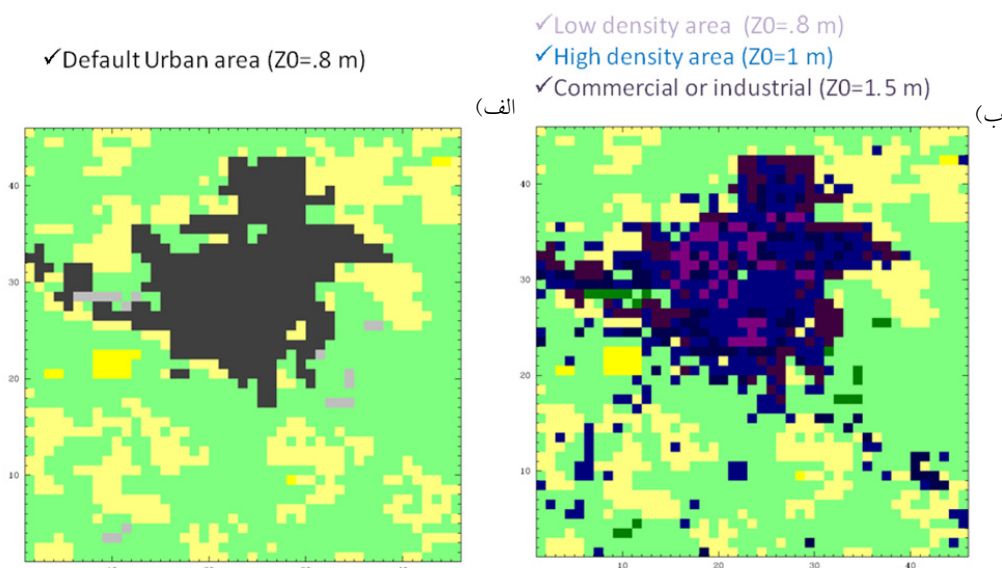 ✓Default Urban area (Z0=.8 m)
✓Low density area (Z0=.8 m)
✓High density area (Z0=1 m)
✓Commercial or industrial (Z0=1.5 m)
الف)
ب)
40
30
20
10
40
30
20
10
10
20
30
40